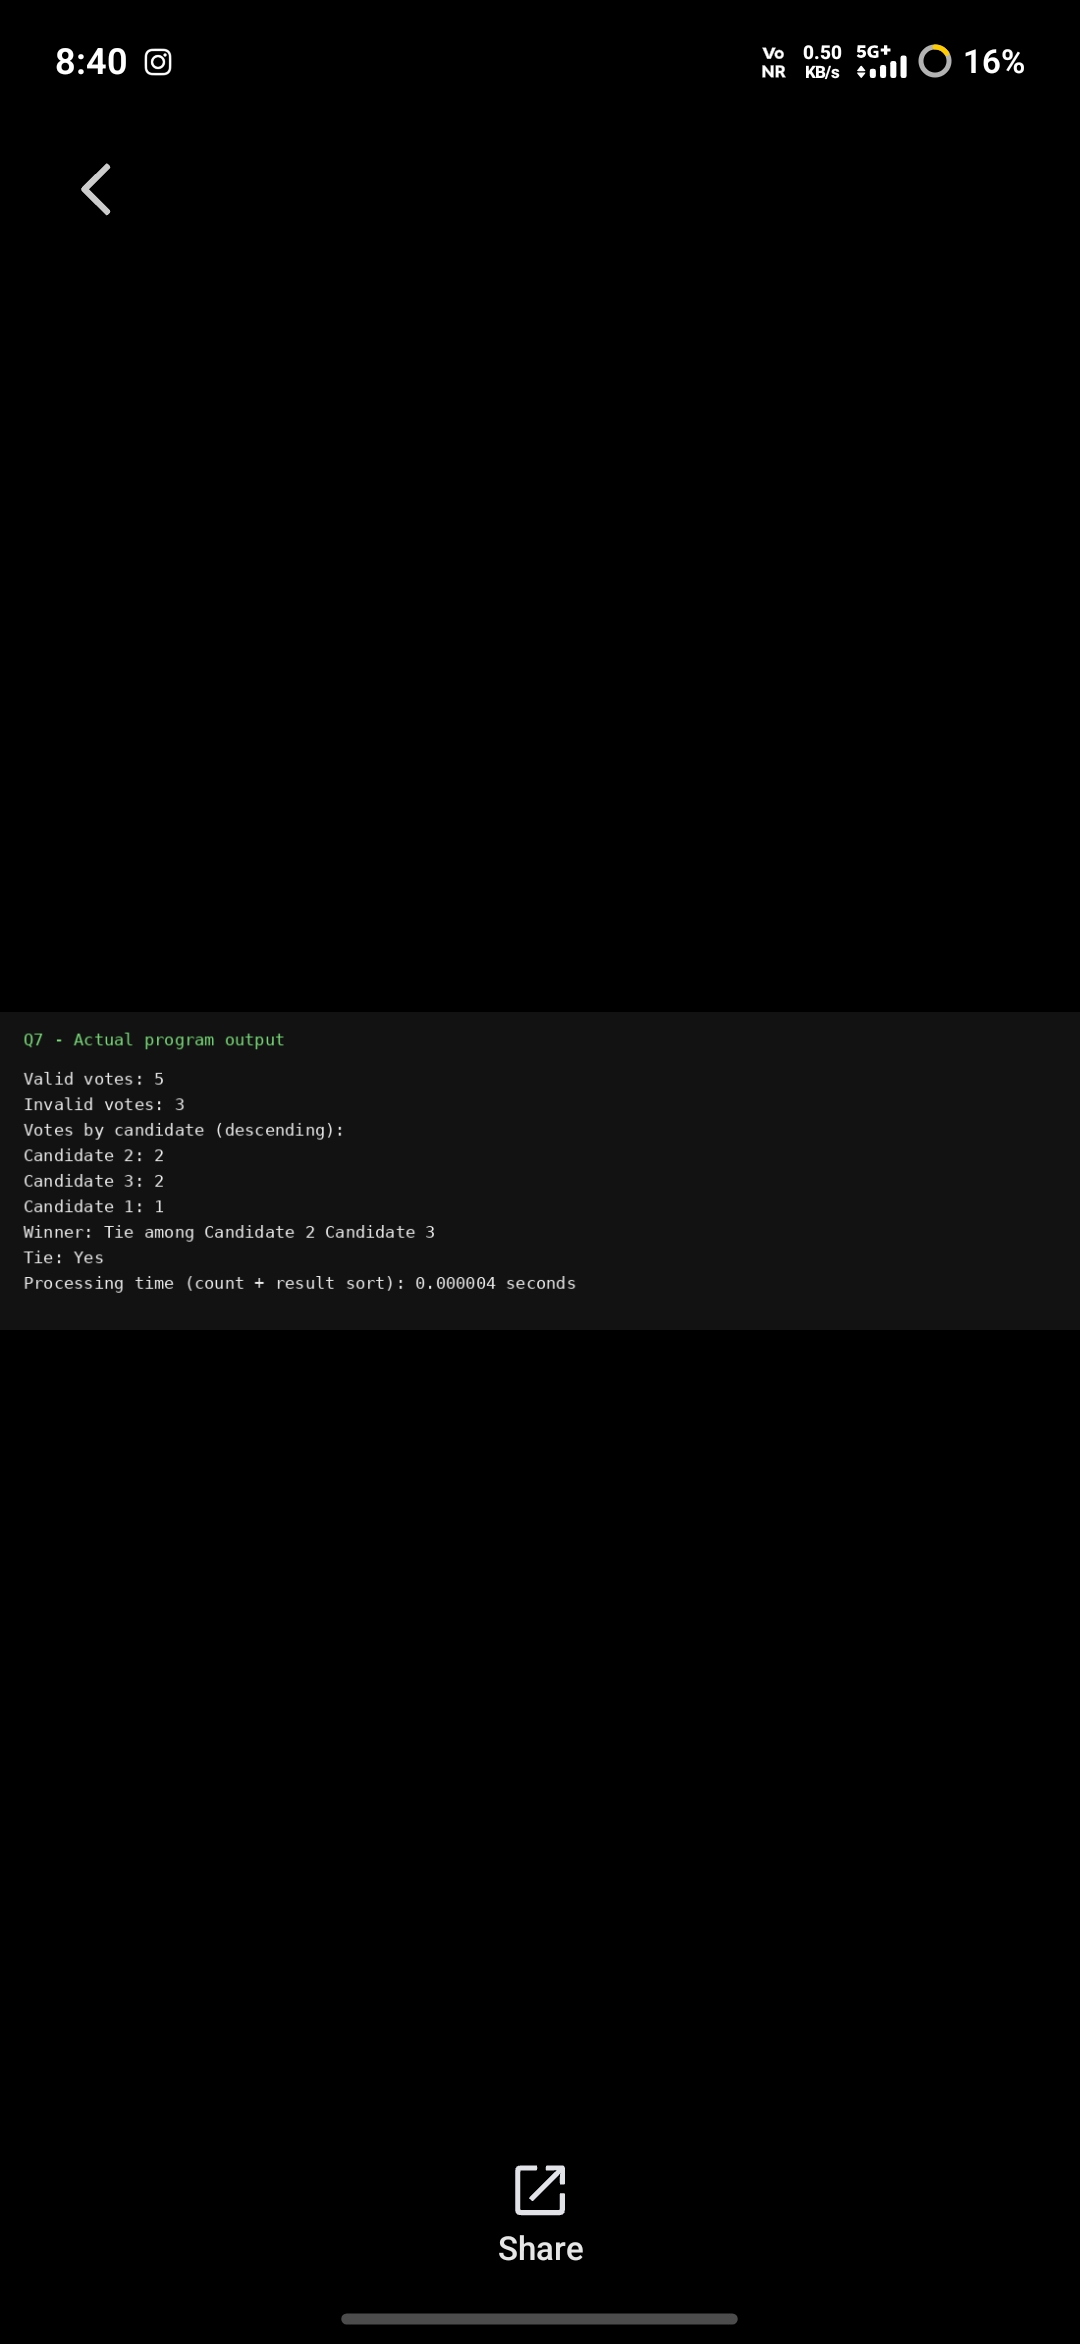 8:40
Vo NR 0.50 KB/s 5G+ 16%
Q7 - Actual program output
Valid votes: 5
Invalid votes: 3
Votes by candidate (descending):
Candidate 2: 2
Candidate 3: 2
Candidate 1: 1
Winner: Tie among Candidate 2 Candidate 3
Tie: Yes
Processing time (count + result sort): 0.000004 seconds
Share